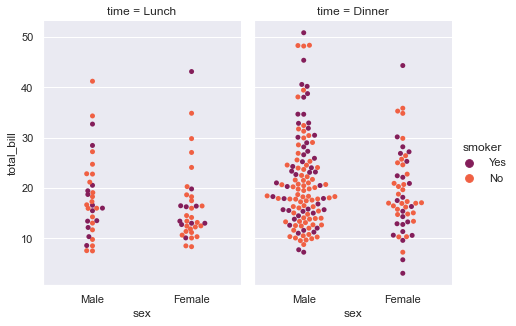 time = Lunch
time = Dinner
50
40
30
20
10
total_bill
Male
Female
Male
Female
sex
sex
smoker
Yes
No